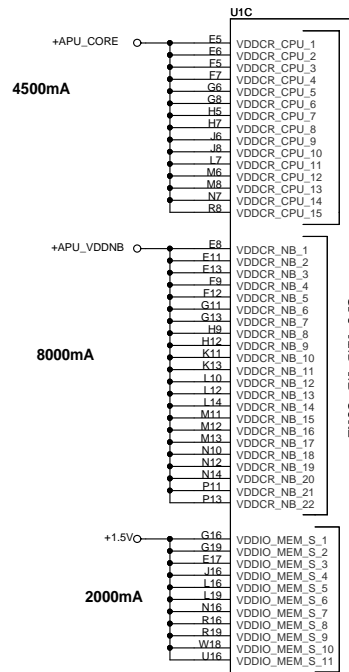 U1C
+APU_CORE
4500mA
E5 VDDCR_CPU_1
E6 VDDCR_CPU_2
F5 VDDCR_CPU_3
F7 VDDCR_CPU_4
G6 VDDCR_CPU_5
G8 VDDCR_CPU_6
H5 VDDCR_CPU_7
H7 VDDCR_CPU_8
J6 VDDCR_CPU_9
J8 VDDCR_CPU_10
L7 VDDCR_CPU_11
M6 VDDCR_CPU_12
M8 VDDCR_CPU_13
N7 VDDCR_CPU_14
R8 VDDCR_CPU_15
+APU_VDDNB
8000mA
E8 VDDCR_NB_1
E11 VDDCR_NB_2
E13 VDDCR_NB_3
F9 VDDCR_NB_4
F12 VDDCR_NB_5
G11 VDDCR_NB_6
G13 VDDCR_NB_7
H9 VDDCR_NB_8
H12 VDDCR_NB_9
K11 VDDCR_NB_10
K13 VDDCR_NB_11
L10 VDDCR_NB_12
L12 VDDCR_NB_13
L14 VDDCR_NB_14
M11 VDDCR_NB_15
M12 VDDCR_NB_16
M13 VDDCR_NB_17
N10 VDDCR_NB_18
N12 VDDCR_NB_19
N14 VDDCR_NB_20
P11 VDDCR_NB_21
P13 VDDCR_NB_22
+1.5V
2000mA
G16 VDDIO_MEM_S_1
G19 VDDIO_MEM_S_2
E17 VDDIO_MEM_S_3
J16 VDDIO_MEM_S_4
L16 VDDIO_MEM_S_5
L19 VDDIO_MEM_S_6
N16 VDDIO_MEM_S_7
R16 VDDIO_MEM_S_8
R19 VDDIO_MEM_S_9
W18 VDDIO_MEM_S_10
U16 VDDIO_MEM_S_11